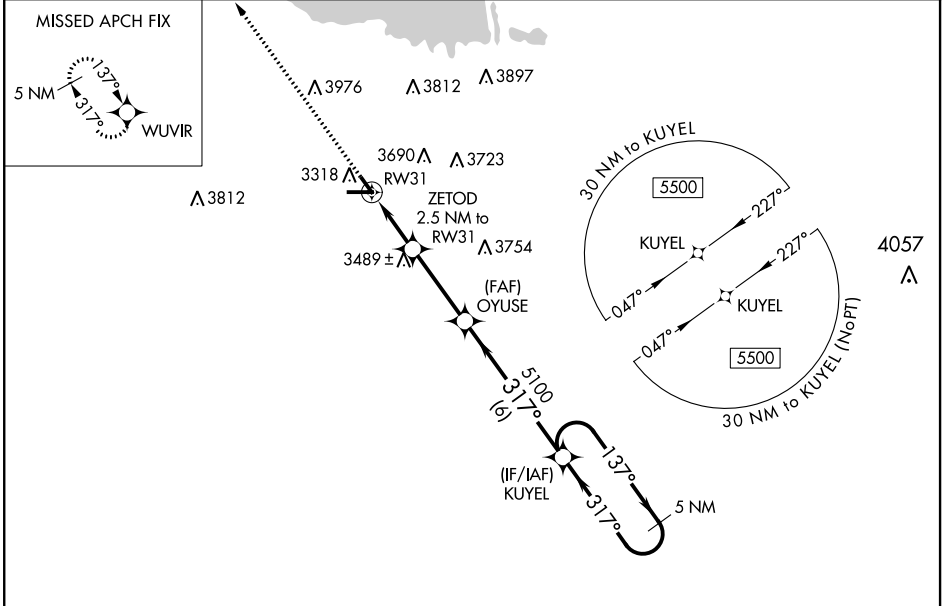 MISSED APCH FIX
137°
5 NM
317°
WUVIR
3976
3812
3897
3690
3723
3318
RW31
3812
ZETOD
2.5 NM to
RW31
3754
3489 ±
(FAF)
OYUSE
5100
317°
(6)
(IF/IAF)
KUYEL
137°
317°
5 NM
30 NM to KUYEL
5500
227°
KUYEL
047°
227°
KUYEL
047°
5500
30 NM to KUYEL (NoPT)
4057